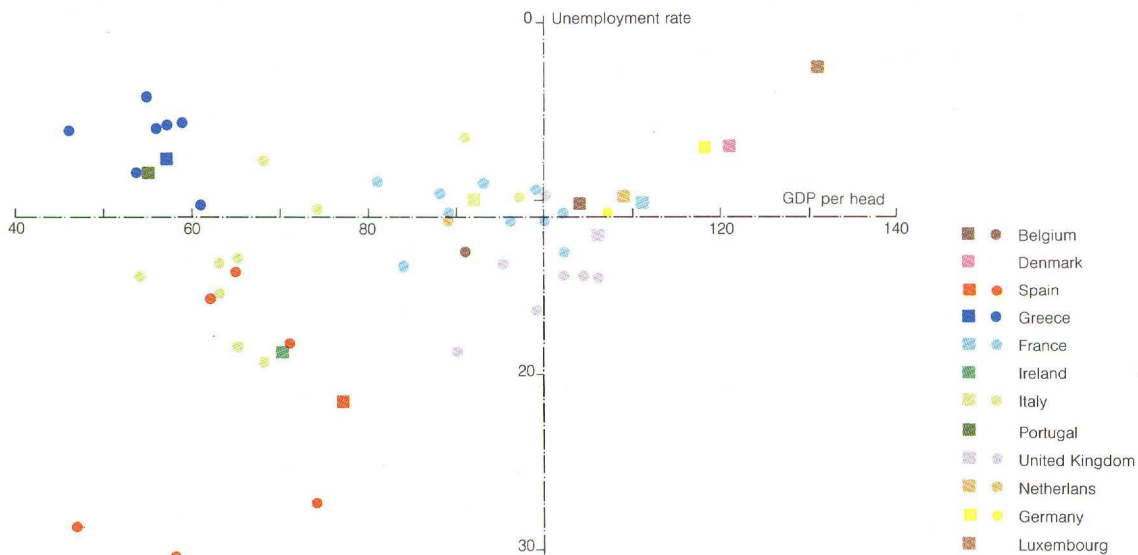 0
Unemployment rate
GDP per head
40
60
80
120
140
20
30
Belgium
Denmark
Spain
Greece
France
Ireland
Italy
Portugal
United Kingdom
Netherlans
Germany
Luxembourg